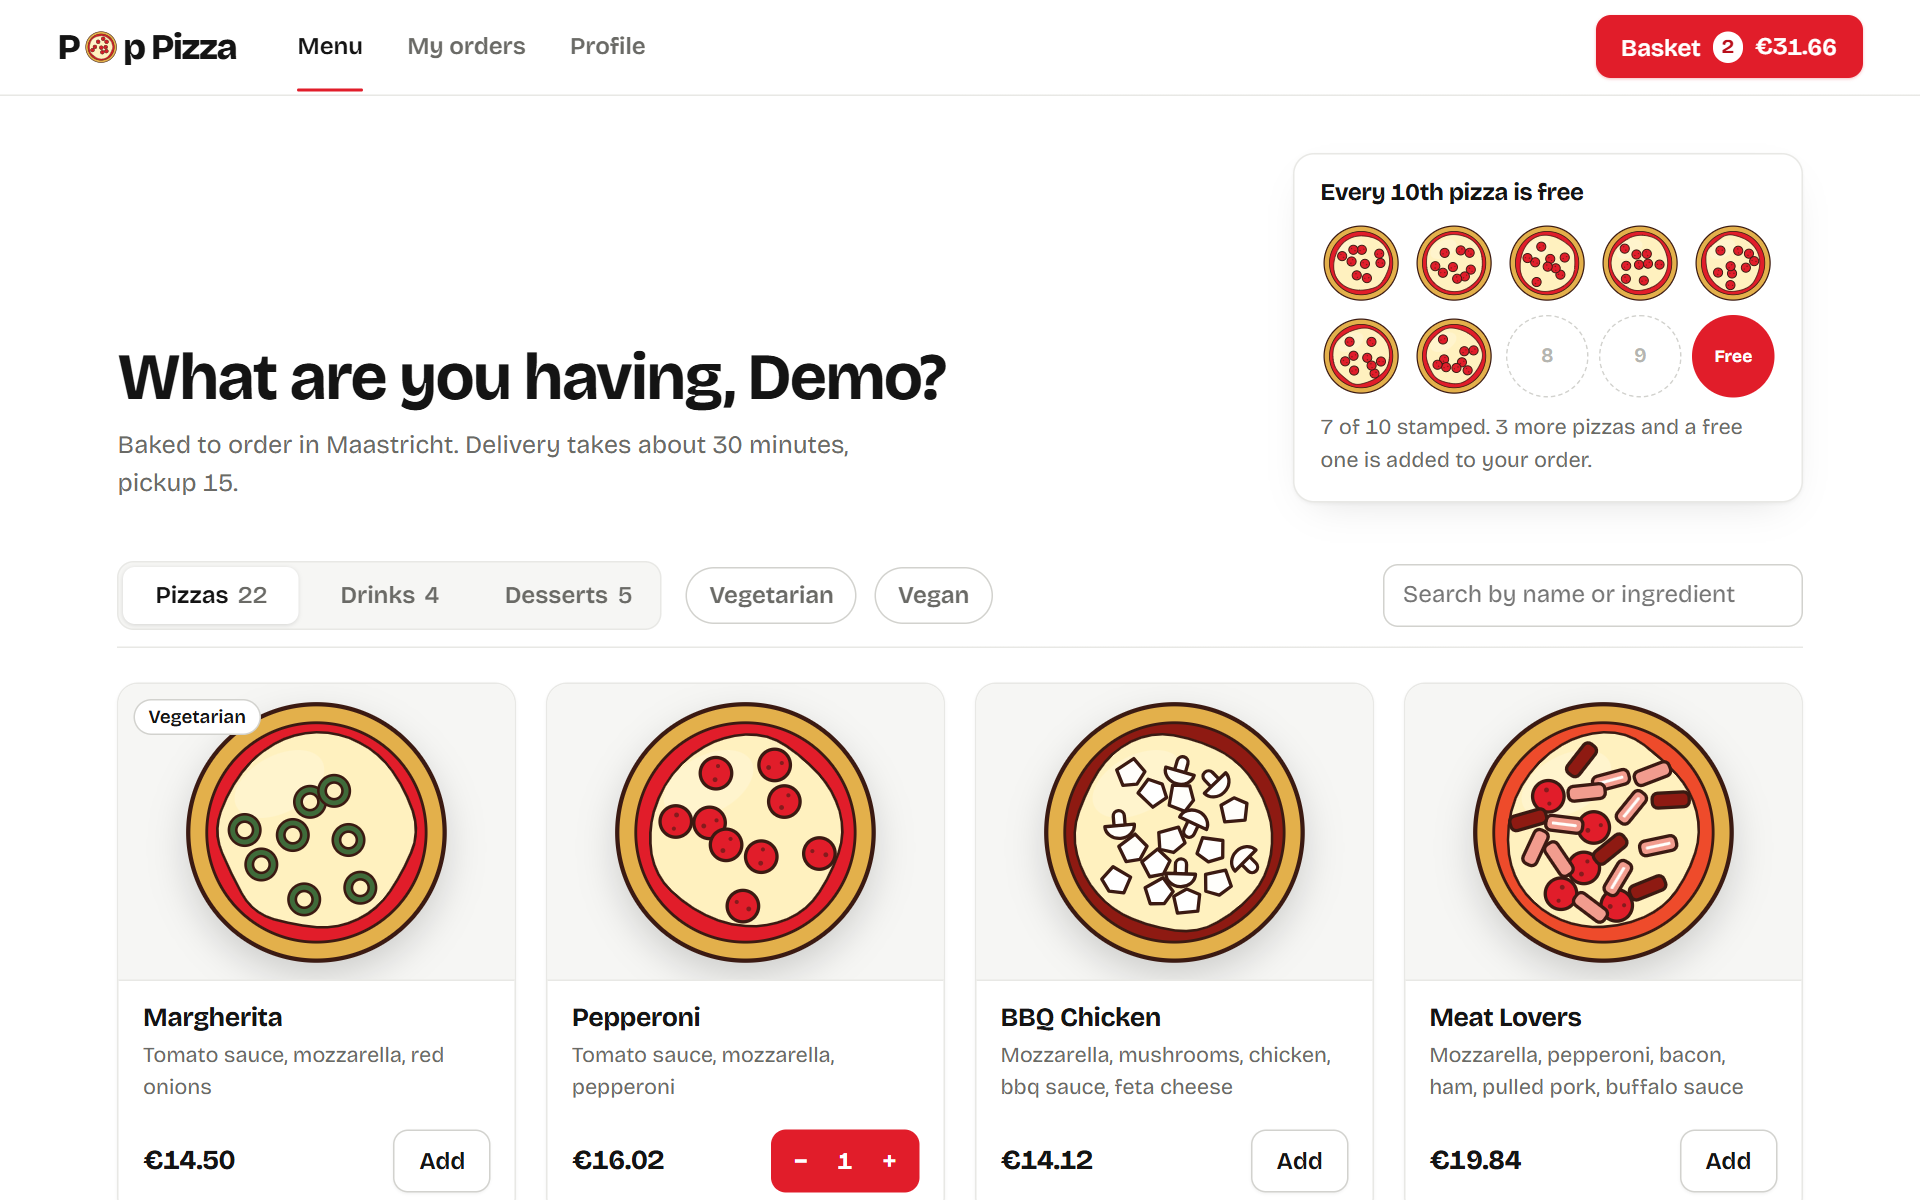 P p Pizza
Menu
My orders
Profile
Basket 2 €31.66
Every 10th pizza is free
8
9
Free
7 of 10 stamped. 3 more pizzas and a free
one is added to your order.
What are you having, Demo?
Baked to order in Maastricht. Delivery takes about 30 minutes,
pickup 15.
Pizzas 22
Drinks 4
Desserts 5
Vegetarian
Vegan
Search by name or ingredient
Vegetarian
Margherita
Tomato sauce, mozzarella, red
onions
€14.50
Add
Pepperoni
Tomato sauce, mozzarella,
pepperoni
€16.02
− 1 +
BBQ Chicken
Mozzarella, mushrooms, chicken,
bbq sauce, feta cheese
€14.12
Add
Meat Lovers
Mozzarella, pepperoni, bacon,
ham, pulled pork, buffalo sauce
€19.84
Add